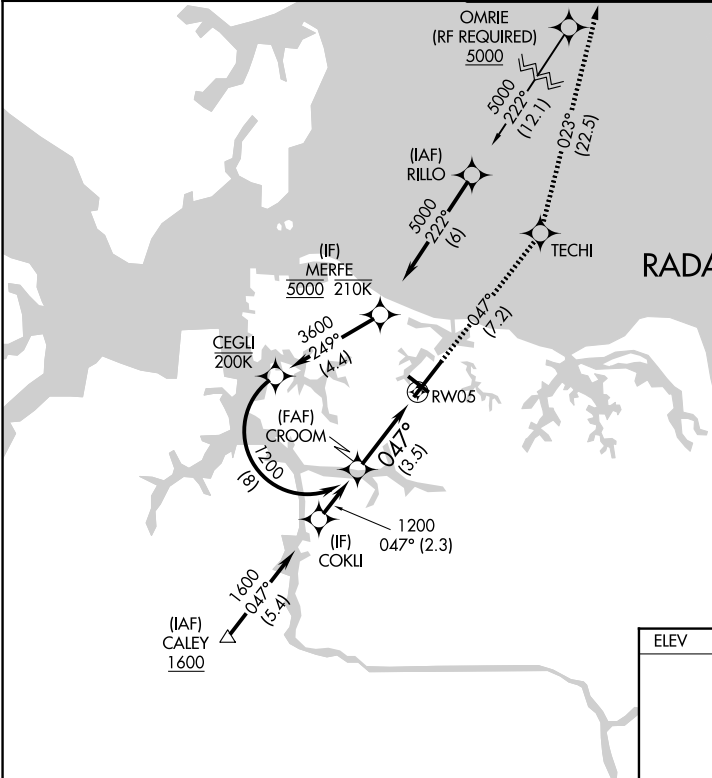 OMRIE
(RF REQUIRED)
5000
5000
222°
(12.1)
023°
(22.5)
(IAF)
RILLO
5000
222°
(6)
TECHI
RADA
(IF)
MERFE
5000 210K
047°
(7.2)
3600
249°
(4.4)
CEGLI
200K
RW05
(FAF)
CROOM
047°
(3.5)
1200
(8)
1200
047° (2.3)
(IF)
COKLI
1600
047°
(5.4)
(IAF)
CALEY
1600
ELEV